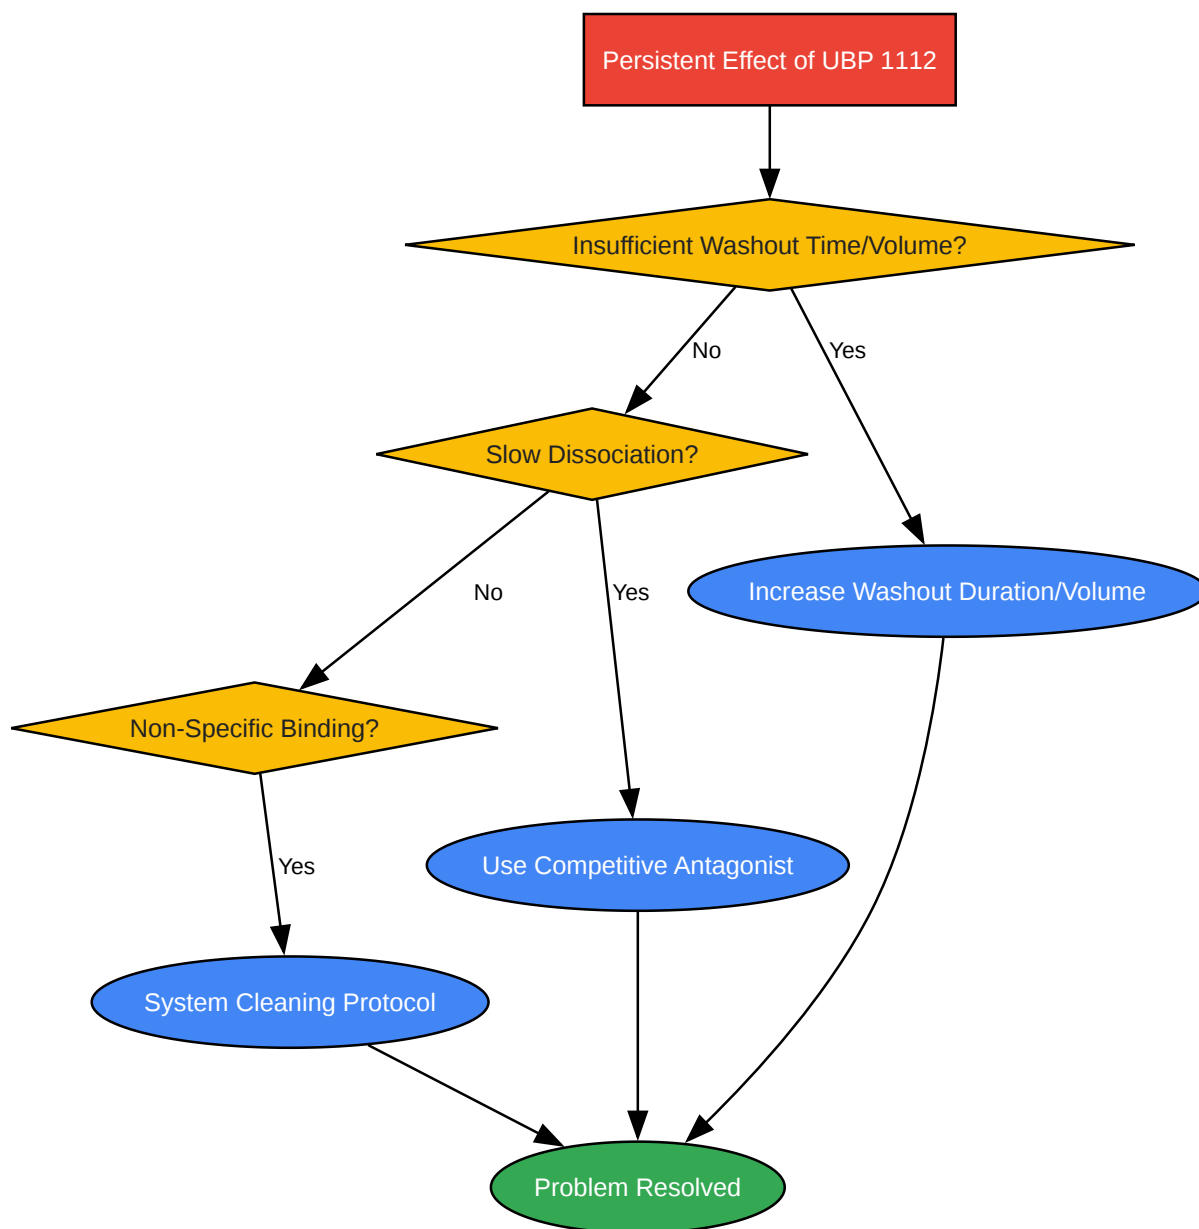 Persistent Effect of UBP 1112
Insufficient Washout Time/Volume?
No
Yes
Slow Dissociation?
No
Yes
Increase Washout Duration/Volume
Non-Specific Binding?
Yes
Use Competitive Antagonist
System Cleaning Protocol
Problem Resolved